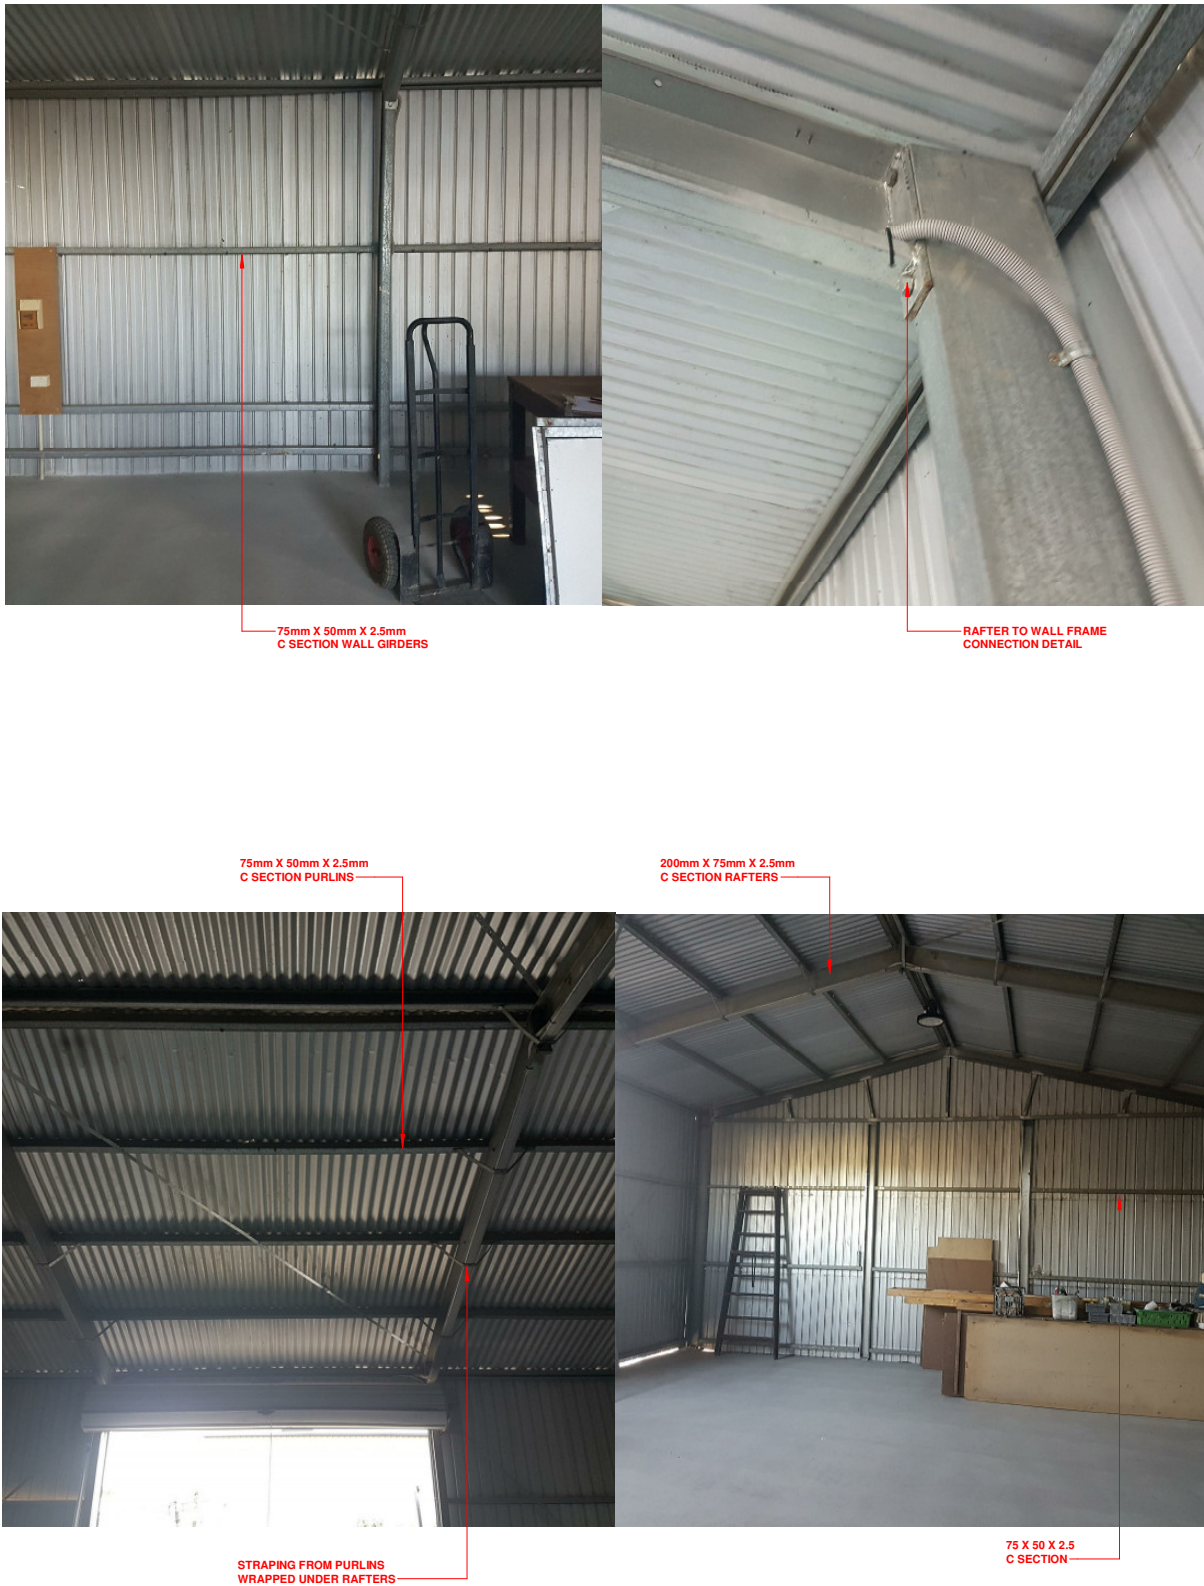 75mm X 50mm X 2.5mm
C SECTION WALL GIRDERS
RAFTER TO WALL FRAME
CONNECTION DETAIL
75mm X 50mm X 2.5mm
C SECTION PURLINS
200mm X 75mm X 2.5mm
C SECTION RAFTERS
STRAPING FROM PURLINS
WRAPPED UNDER RAFTERS
75 X 50 X 2.5
C SECTION